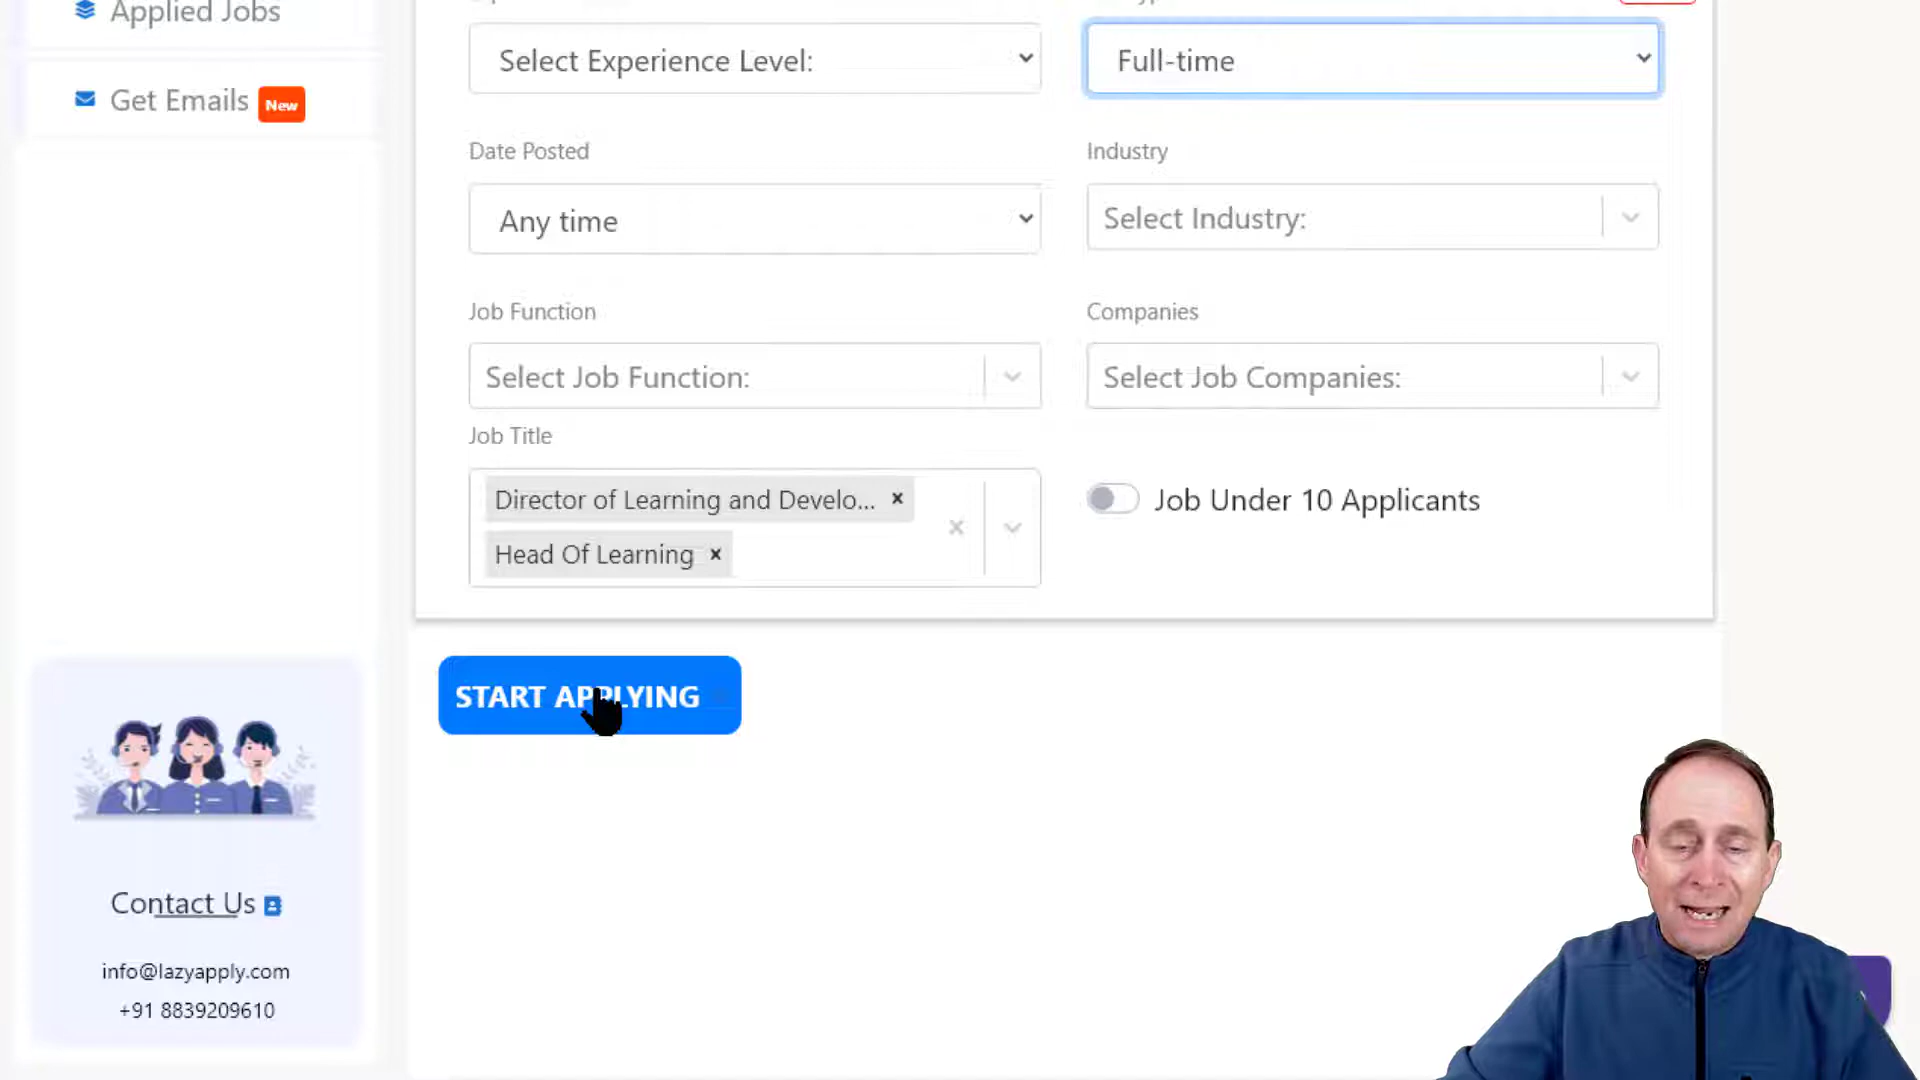 Applied Jobs
Get Emails New
Select Experience Level:
Full-time
Date Posted
Industry
Any time
Select Industry:
Job Function
Companies
Select Job Function:
Select Job Companies:
Job Title
Director of Learning and Develo... ×
Head Of Learning ×
Job Under 10 Applicants
START APPLYING
Contact Us
info@lazyapply.com
+91 8839209610